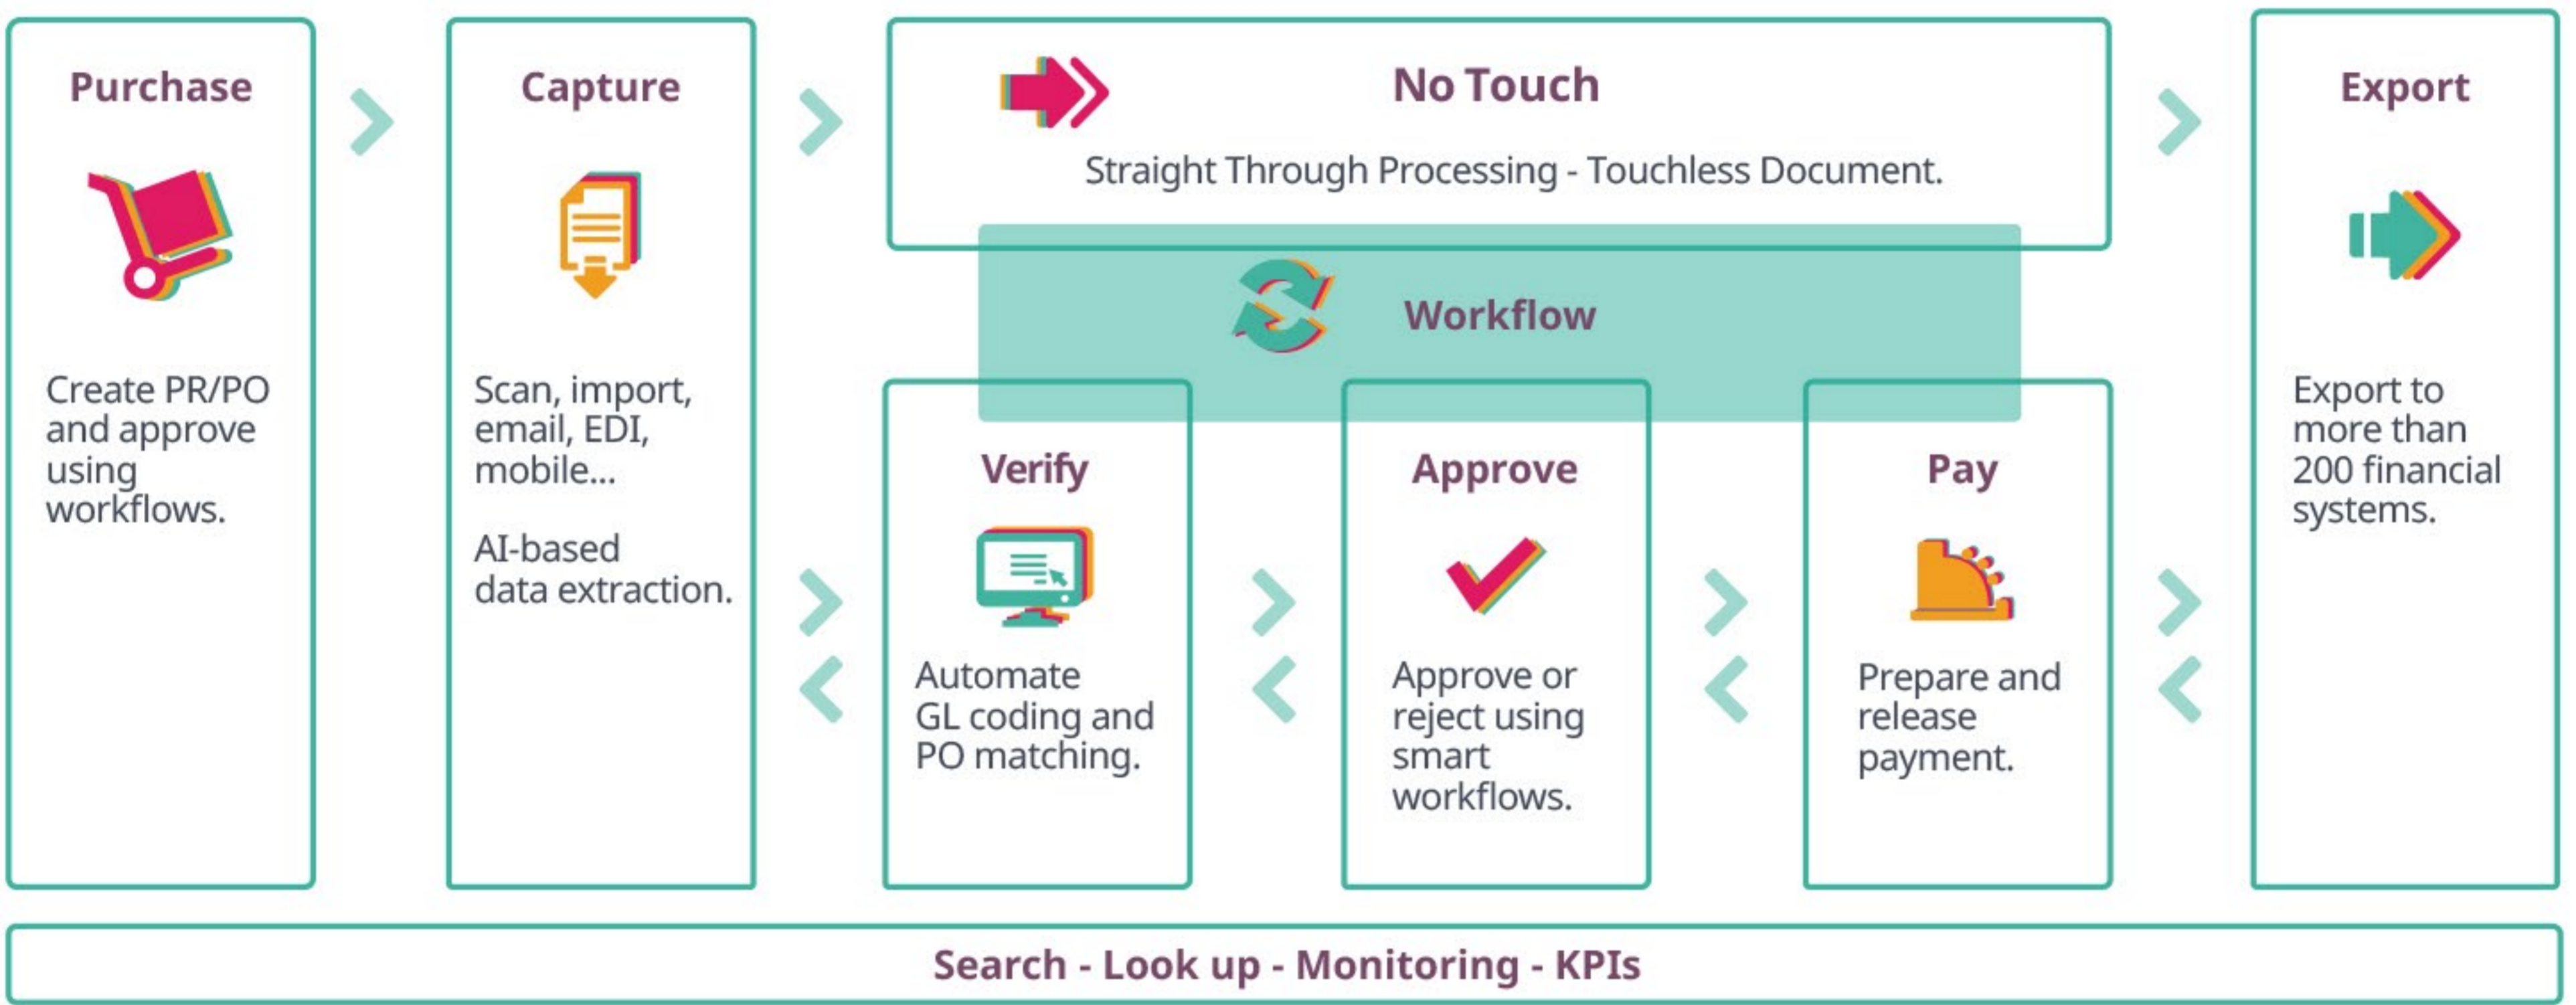 Purchase
Create PR/PO
and approve
using
workflows.
Capture
Scan, import,
email, EDI,
mobile...
AI-based
data extraction.
No Touch
Straight Through Processing - Touchless Document.
Workflow
Verify
Automate
GL coding and
PO matching.
Approve
Approve or
reject using
smart
workflows.
Pay
Prepare and
release
payment.
Export
Export to
more than
200 financial
systems.
Search - Look up - Monitoring - KPIs